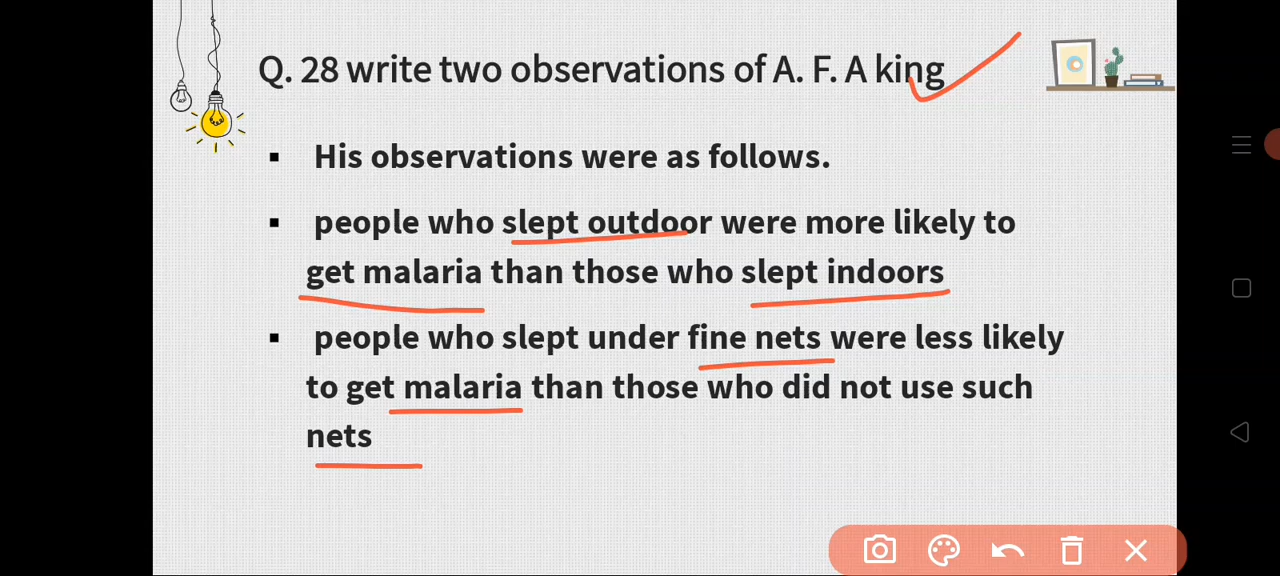 Q. 28 write two observations of A. F. A king
▪ His observations were as follows.
▪ people who slept outdoor were more likely to
get malaria than those who slept indoors
▪ people who slept under fine nets were less likely
to get malaria than those who did not use such
nets